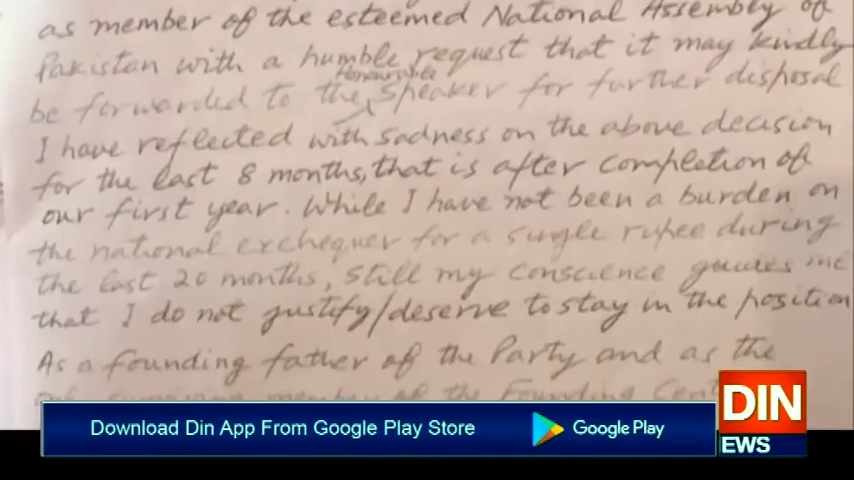 as member of the esteemed National Assembly of
Pakistan with a humble request that it may kindly
Honourable
be forwarded to the Speaker for further disposal
I have reflected with sadness on the above decision
for the last 8 months, that is after completion of
our first year. While I have not been a burden on
the national exchequer for a single rupee during
the last 20 months, still my conscience guides me
that I do not justify/deserve to stay in the position
As a founding father of the Party and as the
member of the Founding
Download Din App From Google Play Store
Google Play
DIN
EWS